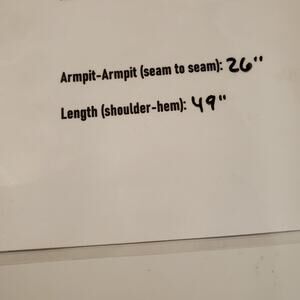 Armpit-Armpit (seam to seam): 26"
Length (shoulder-hem): 49"